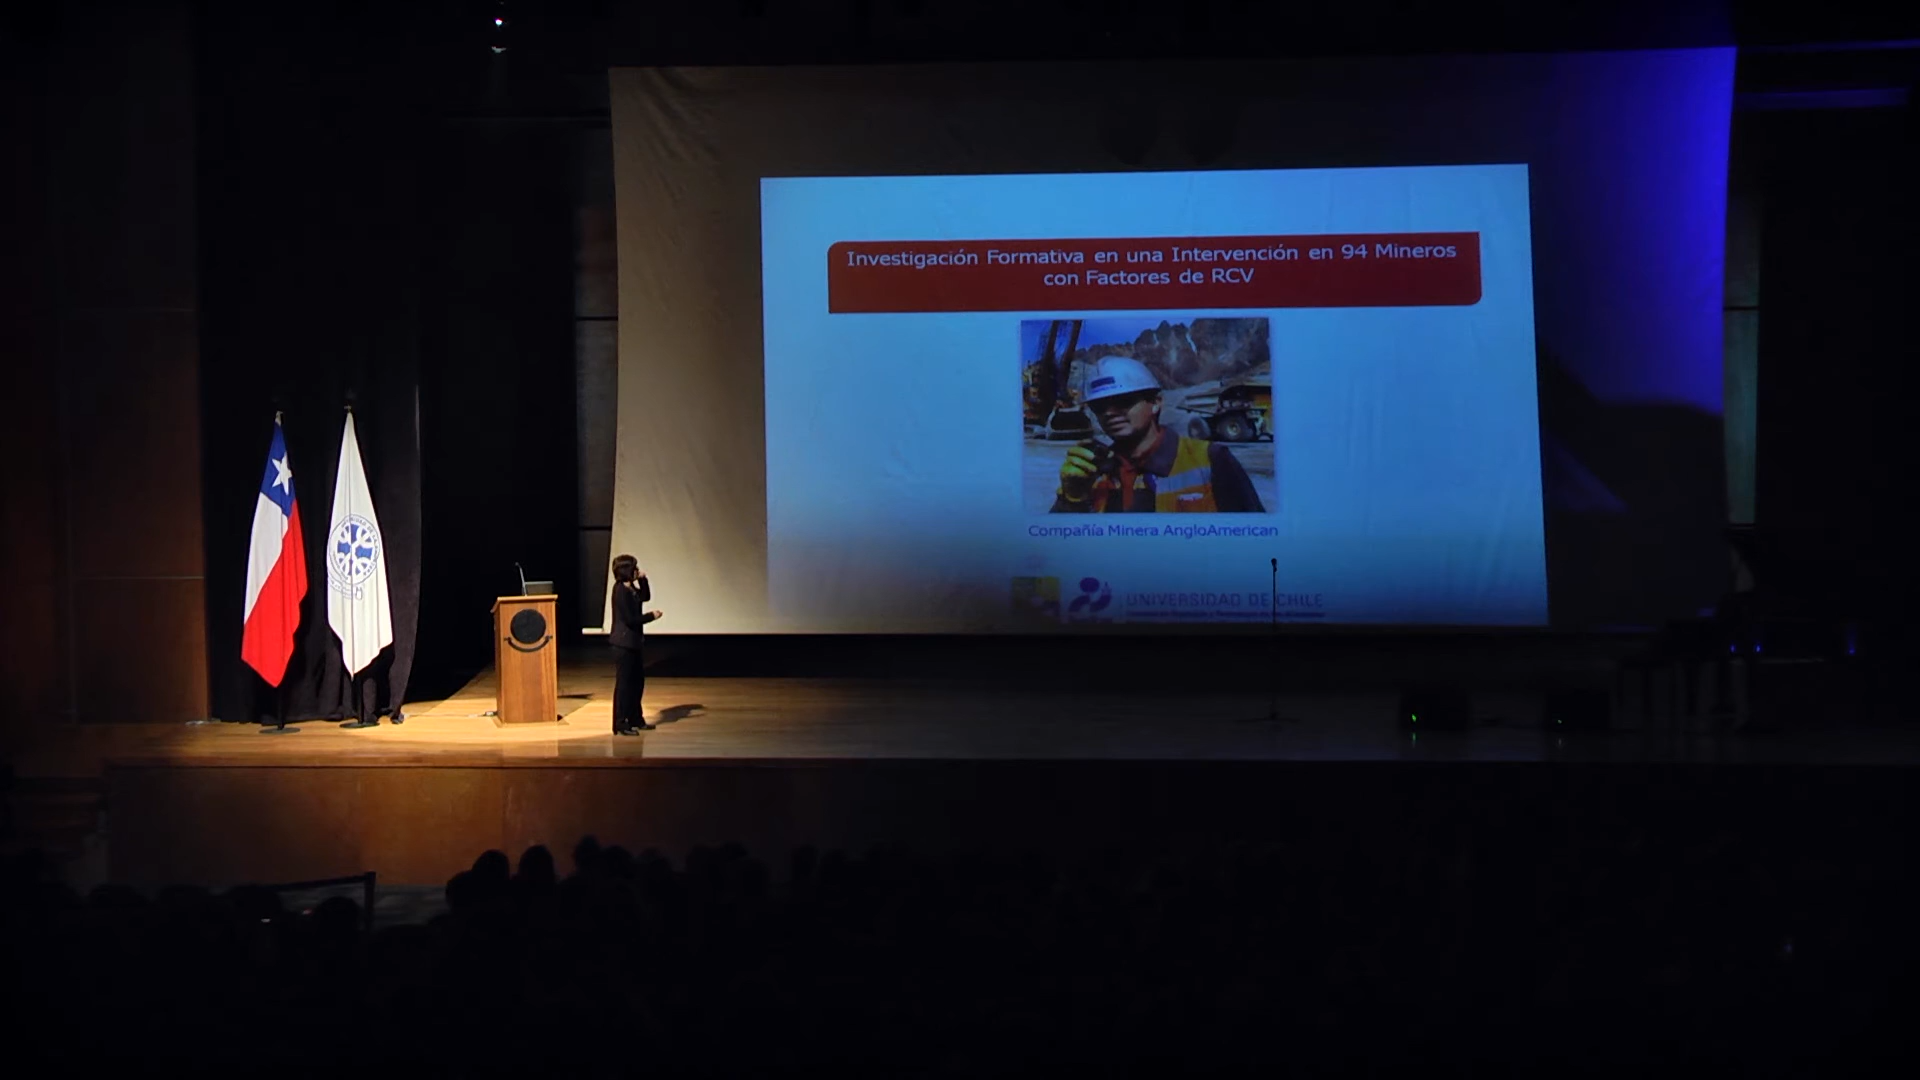 Investigación Formativa en una Intervención en 94 Mineros
con Factores de RCV
Compañía Minera AngloAmerican
UNIVERSIDAD DE CHILE